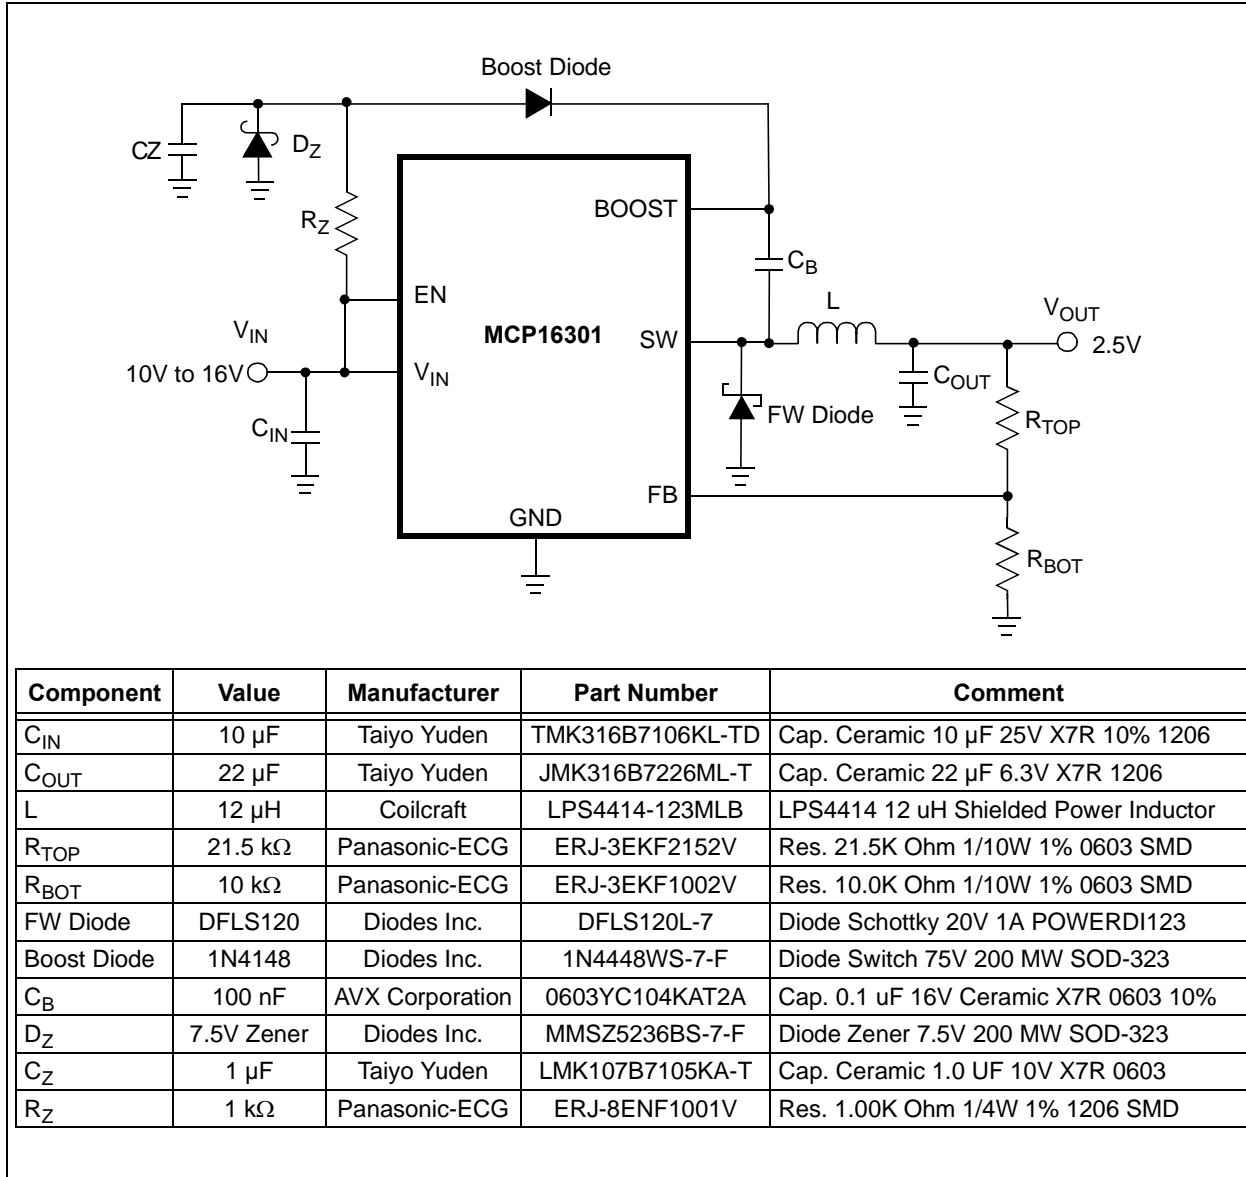 Boost Diode
CZ
DZ
RZ
BOOST
CB
EN
L
VOUT
VIN
MCP16301
SW
2.5V
10V to 16V
VIN
COUT
FW Diode
CIN
RTOP
FB
GND
RBOT
Component Value Manufacturer Part Number Comment
CIN 10 µF Taiyo Yuden TMK316B7106KL-TD Cap. Ceramic 10 µF 25V X7R 10% 1206
COUT 22 µF Taiyo Yuden JMK316B7226ML-T Cap. Ceramic 22 µF 6.3V X7R 1206
L 12 µH Coilcraft LPS4414-123MLB LPS4414 12 uH Shielded Power Inductor
RTOP 21.5 kΩ Panasonic-ECG ERJ-3EKF2152V Res. 21.5K Ohm 1/10W 1% 0603 SMD
RBOT 10 kΩ Panasonic-ECG ERJ-3EKF1002V Res. 10.0K Ohm 1/10W 1% 0603 SMD
FW Diode DFLS120 Diodes Inc. DFLS120L-7 Diode Schottky 20V 1A POWERDI123
Boost Diode 1N4148 Diodes Inc. 1N4448WS-7-F Diode Switch 75V 200 MW SOD-323
CB 100 nF AVX Corporation 0603YC104KAT2A Cap. 0.1 uF 16V Ceramic X7R 0603 10%
DZ 7.5V Zener Diodes Inc. MMSZ5236BS-7-F Diode Zener 7.5V 200 MW SOD-323
CZ 1 µF Taiyo Yuden LMK107B7105KA-T Cap. Ceramic 1.0 UF 10V X7R 0603
RZ 1 kΩ Panasonic-ECG ERJ-8ENF1001V Res. 1.00K Ohm 1/4W 1% 1206 SMD